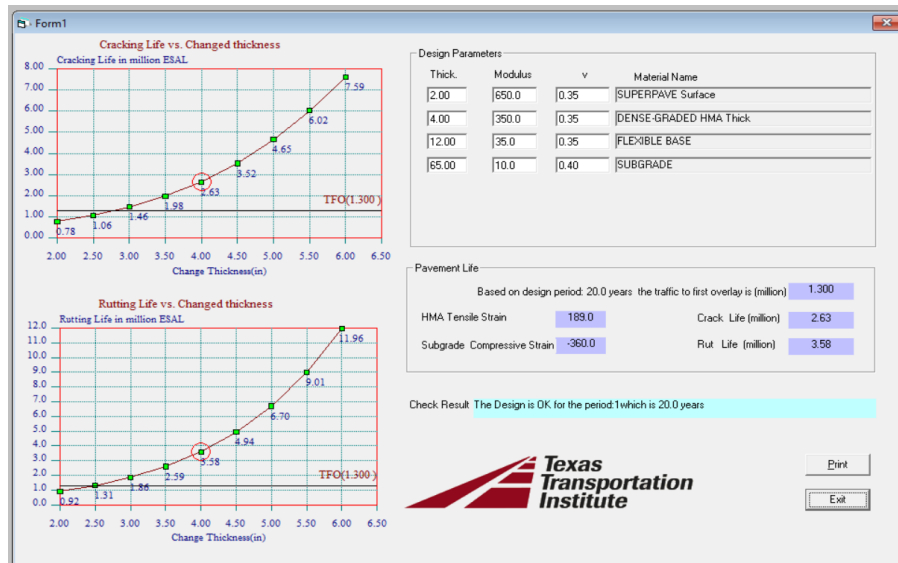 Form1
Cracking Life vs. Changed thickness
Cracking Life in million ESAL
8.00
7.00
6.00
5.00
4.00
3.00
2.00
1.00
0.00
0.78
1.06
1.46
1.98
2.63
3.52
4.65
6.02
7.59
TFO(1.300 )
2.00 2.50 3.00 3.50 4.00 4.50 5.00 5.50 6.00 6.50
Change Thickness(in)
Rutting Life vs. Changed thickness
Rutting Life in million ESAL
12.0
11.0
10.0
9.0
8.0
7.0
6.0
5.0
4.0
3.0
2.0
1.0
0.0
0.92
1.31
1.86
2.59
3.58
4.94
6.70
9.01
11.96
TFO(1.300 )
2.00 2.50 3.00 3.50 4.00 4.50 5.00 5.50 6.00 6.50
Change Thickness(in)
Design Parameters
Thick. Modulus v Material Name
2.00 650.0 0.35 SUPERPAVE Surface
4.00 350.0 0.35 DENSE-GRADED HMA Thick
12.00 35.0 0.35 FLEXIBLE BASE
65.00 10.0 0.40 SUBGRADE
Pavement Life
Based on design period: 20.0 years the traffic to first overlay is (million) 1.300
HMA Tensile Strain 189.0 Crack Life (million) 2.63
Subgrade Compressive Strain -360.0 Rut Life (million) 3.58
Check Result The Design is OK for the period:1which is 20.0 years
Texas
Transportation
Institute
Print
Exit